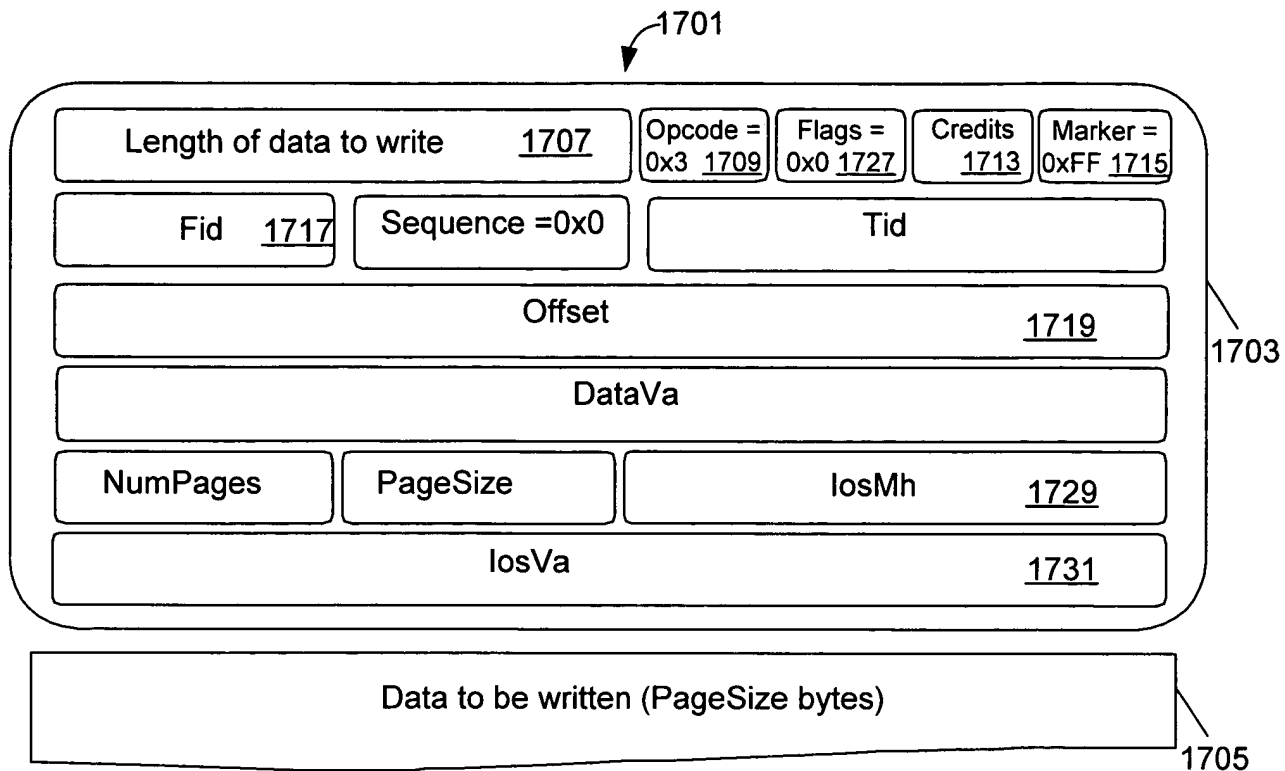 1701
Length of data to write 1707
Opcode =
0x3 1709
Flags =
0x0 1727
Credits
1713
Marker =
0xFF 1715
Fid 1717
Sequence =0x0
Tid
Offset
1719
1703
DataVa
NumPages
PageSize
IosMh 1729
IosVa
1731
Data to be written (PageSize bytes)
1705